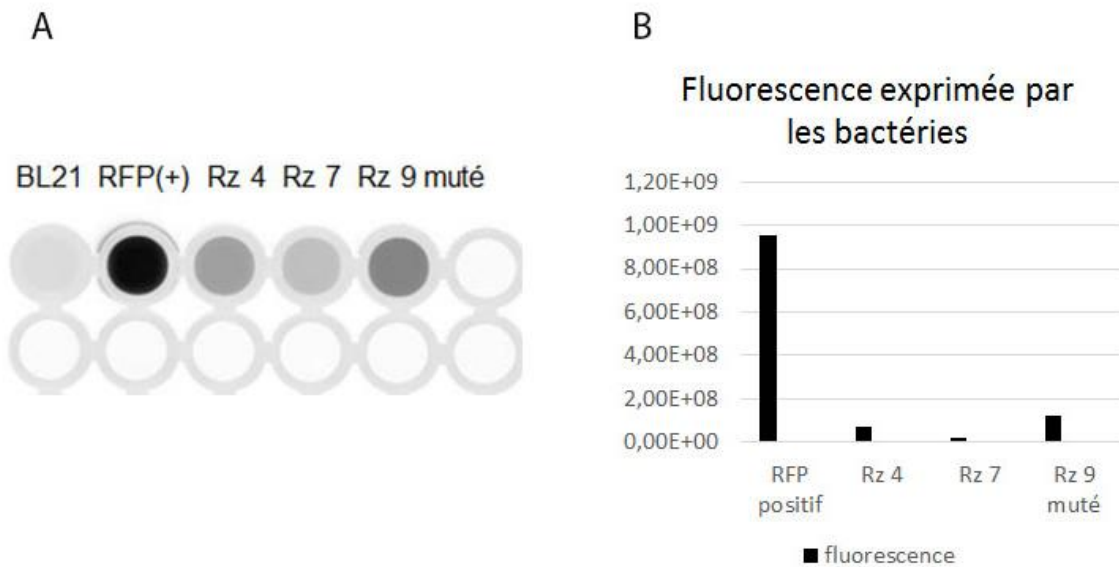 A
BL21 RFP(+) Rz 4 Rz 7 Rz 9 muté
B
Fluorescence exprimée par
les bactéries
1,20E+09
1,00E+09
8,00E+08
6,00E+08
4,00E+08
2,00E+08
0,00E+00
RFP Rz 4 Rz 7 Rz 9
positif muté
fluorescence